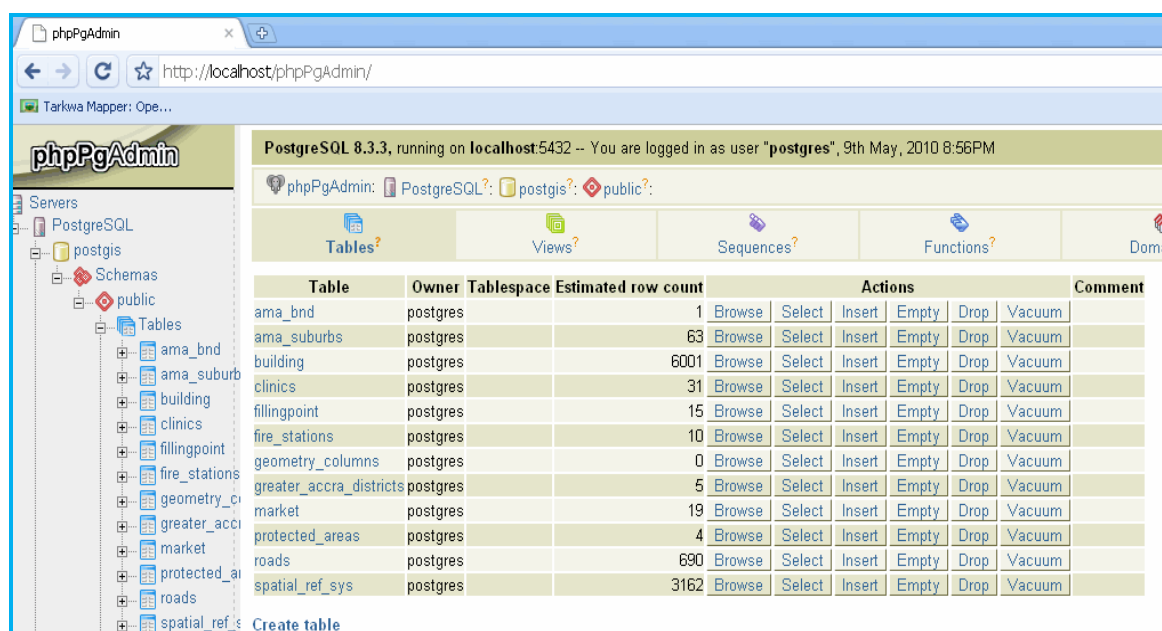 phpPgAdmin
http://localhost/phpPgAdmin/
Tarkwa Mapper: Ope...
phpPgAdmin
Servers
PostgreSQL
postgis
Schemas
public
Tables
ama_bnd
ama_suburb
building
clinics
fillingpoint
fire_stations
geometry_c
greater_accr
market
protected_a
roads
spatial_ref_s
PostgreSQL 8.3.3, running on localhost:5432 -- You are logged in as user "postgres", 9th May, 2010 8:56PM
phpPgAdmin: PostgreSQL?: postgis?: public?:
Tables? Views? Sequences? Functions? Dom
Table Owner Tablespace Estimated row count Actions Comment
ama_bnd postgres 1 Browse Select Insert Empty Drop Vacuum
ama_suburbs postgres 63 Browse Select Insert Empty Drop Vacuum
building postgres 6001 Browse Select Insert Empty Drop Vacuum
clinics postgres 31 Browse Select Insert Empty Drop Vacuum
fillingpoint postgres 15 Browse Select Insert Empty Drop Vacuum
fire_stations postgres 10 Browse Select Insert Empty Drop Vacuum
geometry_columns postgres 0 Browse Select Insert Empty Drop Vacuum
greater_accra_districts postgres 5 Browse Select Insert Empty Drop Vacuum
market postgres 19 Browse Select Insert Empty Drop Vacuum
protected_areas postgres 4 Browse Select Insert Empty Drop Vacuum
roads postgres 690 Browse Select Insert Empty Drop Vacuum
spatial_ref_sys postgres 3162 Browse Select Insert Empty Drop Vacuum
Create table